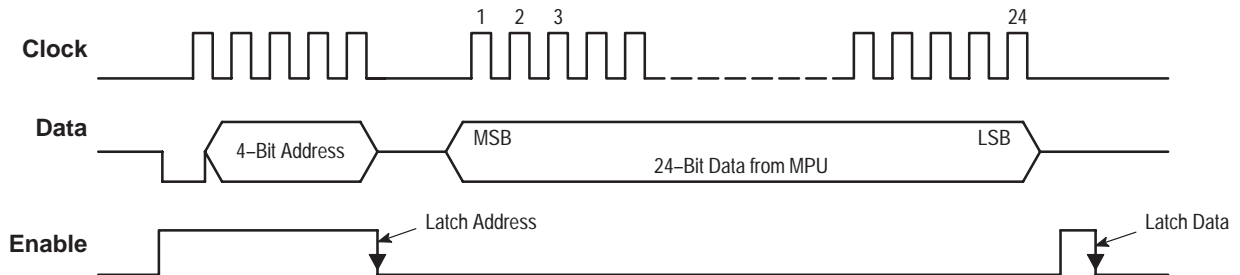 1 2 3 24
Clock
Data
4–Bit Address
MSB
LSB
24–Bit Data from MPU
Enable
Latch Address
Latch Data